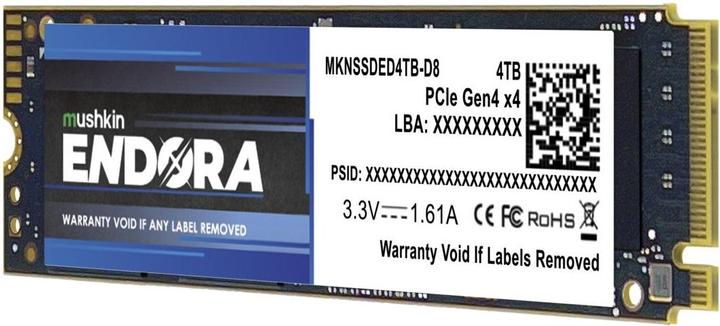 mushkin
ENDORA
WARRANTY VOID IF ANY LABEL REMOVED
MKNSSDED4TB-D8 4TB
PCIe Gen4 x4
LBA: XXXXXXXXX
PSID: XXXXXXXXXXXXXXXXXXXXXXXXXXXXX
3.3V⎓1.61A CE FC RoHS
Warranty Void If Labels Removed